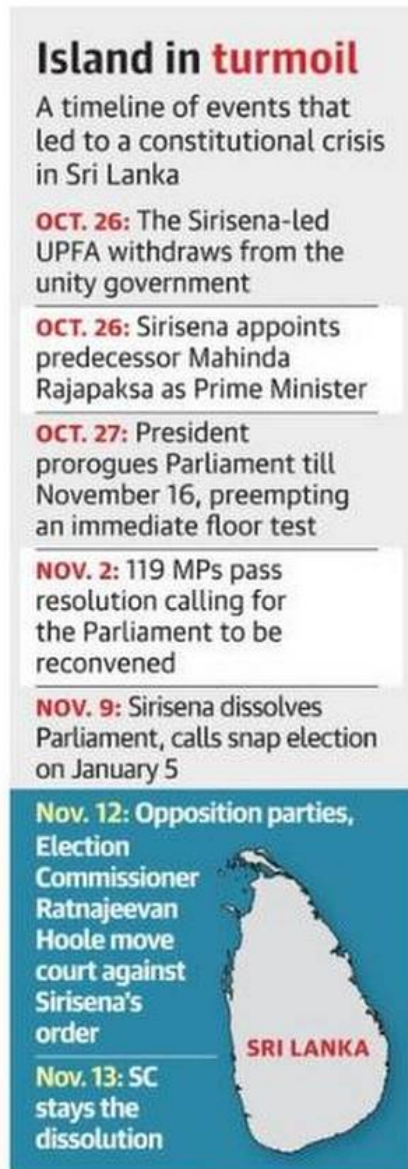 Island in turmoil
A timeline of events that
led to a constitutional crisis
in Sri Lanka
OCT. 26: The Sirisena-led
UPFA withdraws from the
unity government
OCT. 26: Sirisena appoints
predecessor Mahinda
Rajapaksa as Prime Minister
OCT. 27: President
prorogues Parliament till
November 16, preempting
an immediate floor test
NOV. 2: 119 MPs pass
resolution calling for
the Parliament to be
reconvened
NOV. 9: Sirisena dissolves
Parliament, calls snap election
on January 5
Nov. 12: Opposition parties,
Election
Commissioner
Ratnajeevan
Hoole move
court against
Sirisena's
order
Nov. 13: SC
stays the
dissolution
SRI LANKA